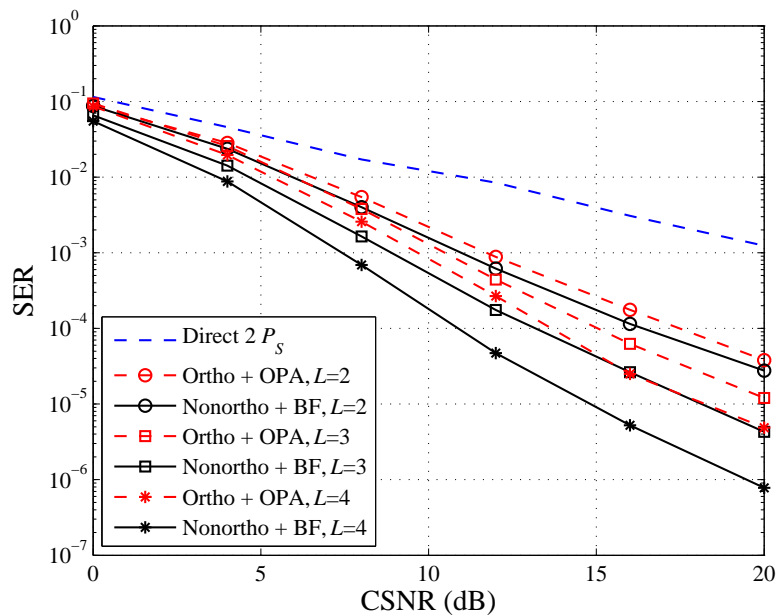 10^0
10^-1
10^-2
10^-3
10^-4
10^-5
10^-6
10^-7
SER
Direct 2 P_S
Ortho + OPA, L=2
Nonortho + BF, L=2
Ortho + OPA, L=3
Nonortho + BF, L=3
Ortho + OPA, L=4
Nonortho + BF, L=4
0 5 10 15 20
CSNR (dB)